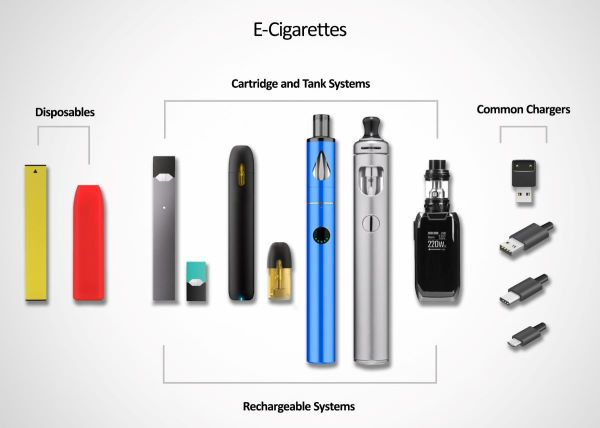 E-Cigarettes
Cartridge and Tank Systems
Disposables
Common Chargers
220w
Rechargeable Systems